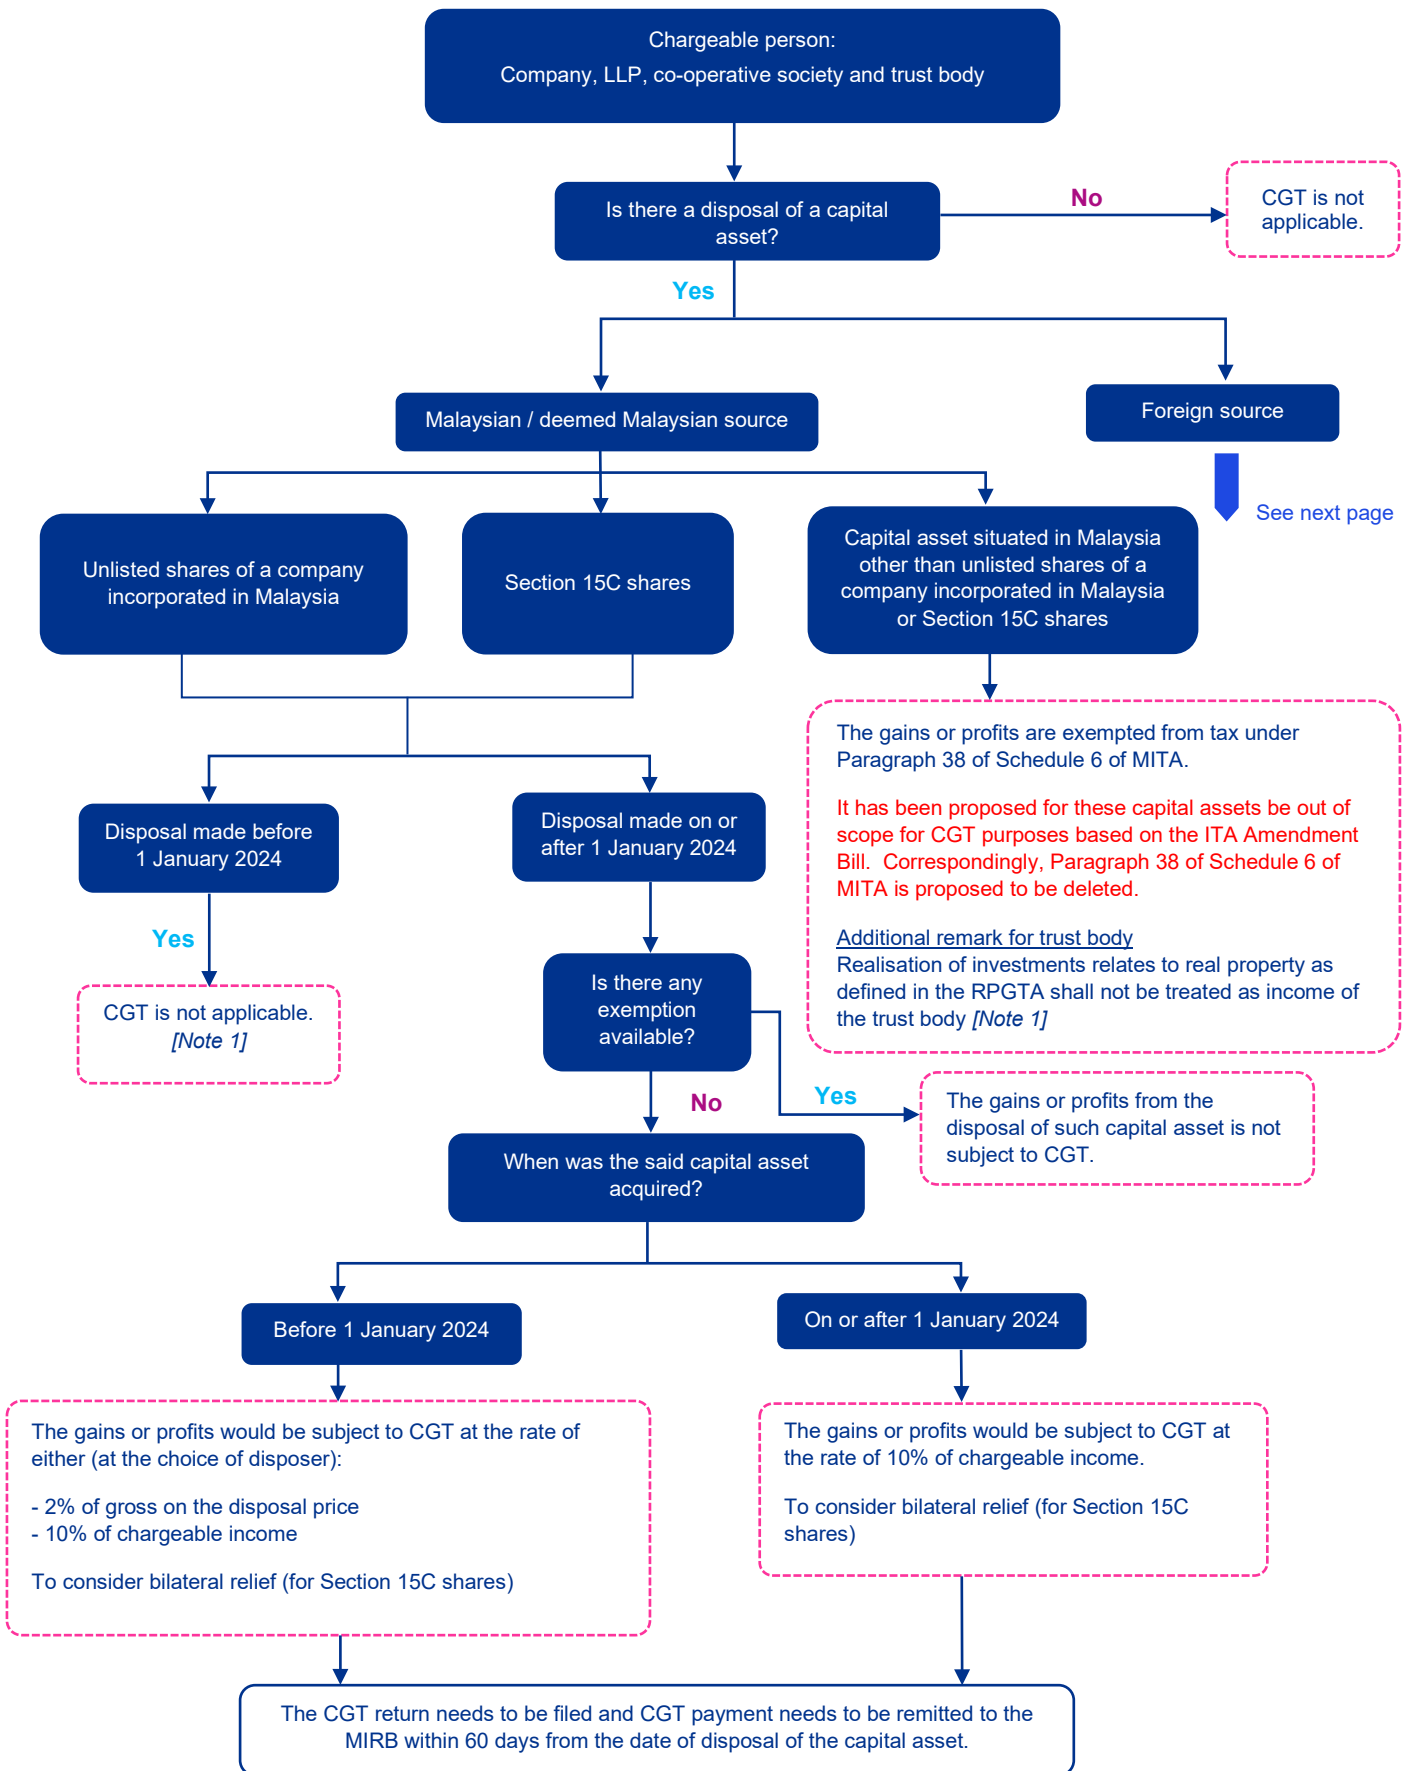 Chargeable person:
Company, LLP, co-operative society and trust body
Is there a disposal of a capital
asset?
No
CGT is not
applicable.
Yes
Malaysian / deemed Malaysian source
Foreign source
See next page
Unlisted shares of a company
incorporated in Malaysia
Section 15C shares
Capital asset situated in Malaysia
other than unlisted shares of a
company incorporated in Malaysia
or Section 15C shares
The gains or profits are exempted from tax under
Paragraph 38 of Schedule 6 of MITA.
It has been proposed for these capital assets be out of
scope for CGT purposes based on the ITA Amendment
Bill.  Correspondingly, Paragraph 38 of Schedule 6 of
MITA is proposed to be deleted.
Additional remark for trust body
Realisation of investments relates to real property as
defined in the RPGTA shall not be treated as income of
the trust body [Note 1]
Disposal made before
1 January 2024
Disposal made on or
after 1 January 2024
Yes
CGT is not applicable.
[Note 1]
Is there any
exemption
available?
No
Yes
The gains or profits from the
disposal of such capital asset is not
subject to CGT.
When was the said capital asset
acquired?
Before 1 January 2024
On or after 1 January 2024
The gains or profits would be subject to CGT at the rate of
either (at the choice of disposer):
- 2% of gross on the disposal price
- 10% of chargeable income
To consider bilateral relief (for Section 15C shares)
The gains or profits would be subject to CGT at
the rate of 10% of chargeable income.
To consider bilateral relief (for Section 15C
shares)
The CGT return needs to be filed and CGT payment needs to be remitted to the
MIRB within 60 days from the date of disposal of the capital asset.